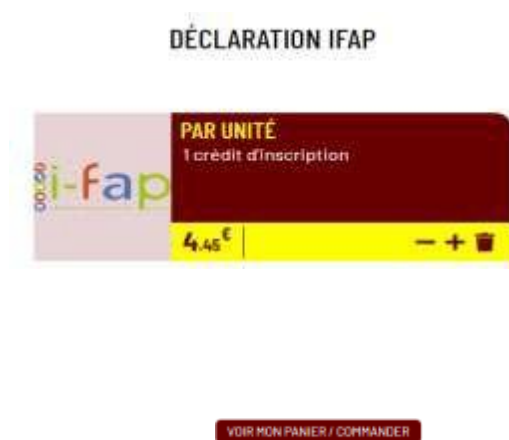 DÉCLARATION IFAP
PAR UNITÉ
1 crédit d'inscription
i-fap
4.45€
VOIR MON PANIER / COMMANDER